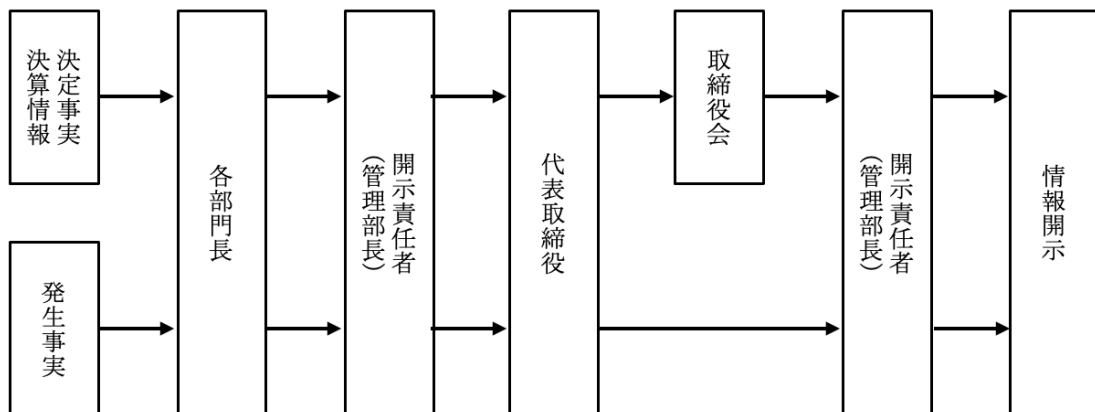 決定事実
決算情報
発生事実
各部門長
開示責任者
(管理部長)
代表取締役
取締役会
開示責任者
(管理部長)
情報開示